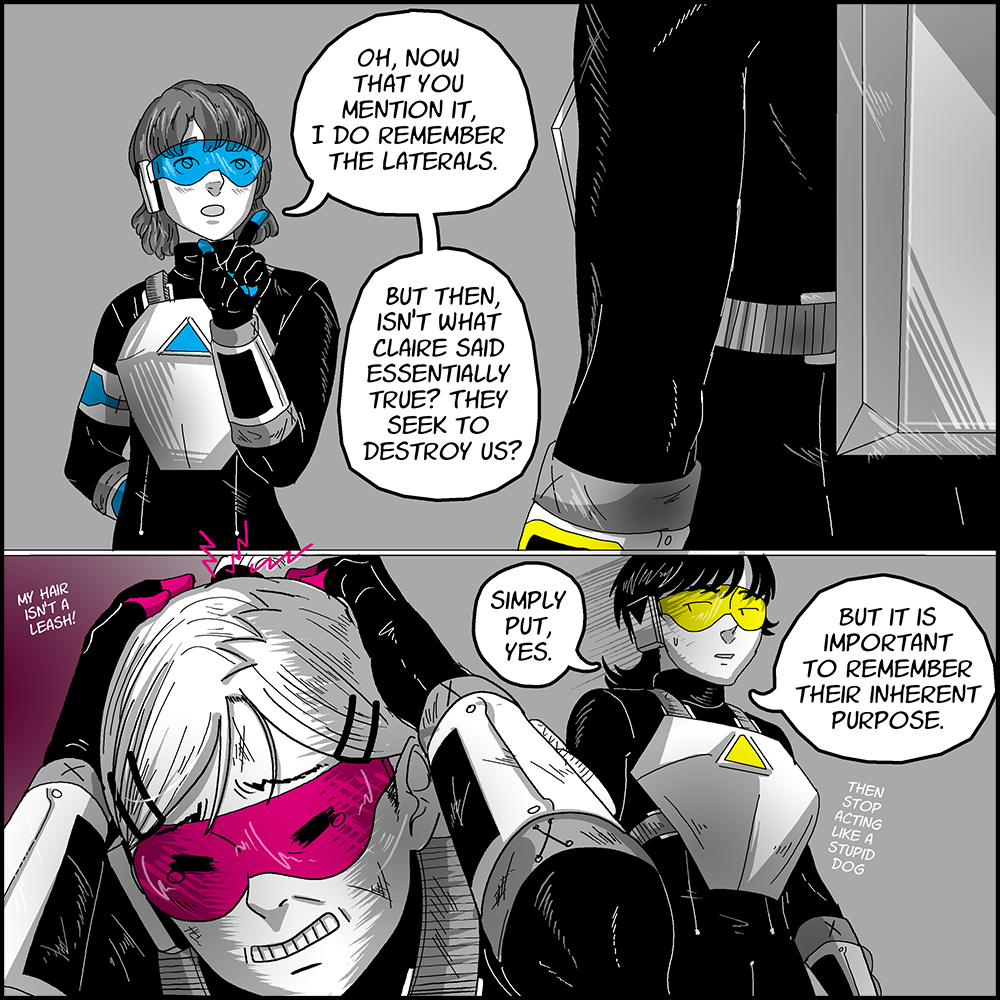 OH, NOW
THAT YOU
MENTION IT,
I DO REMEMBER
THE LATERALS.
BUT THEN,
ISN'T WHAT
CLAIRE SAID
ESSENTIALLY
TRUE? THEY
SEEK TO
DESTROY US?
MY HAIR
ISN'T A
LEASH!
SIMPLY
PUT,
YES.
BUT IT IS
IMPORTANT
TO REMEMBER
THEIR INHERENT
PURPOSE.
THEN
STOP
ACTING
LIKE A
STUPID
DOG